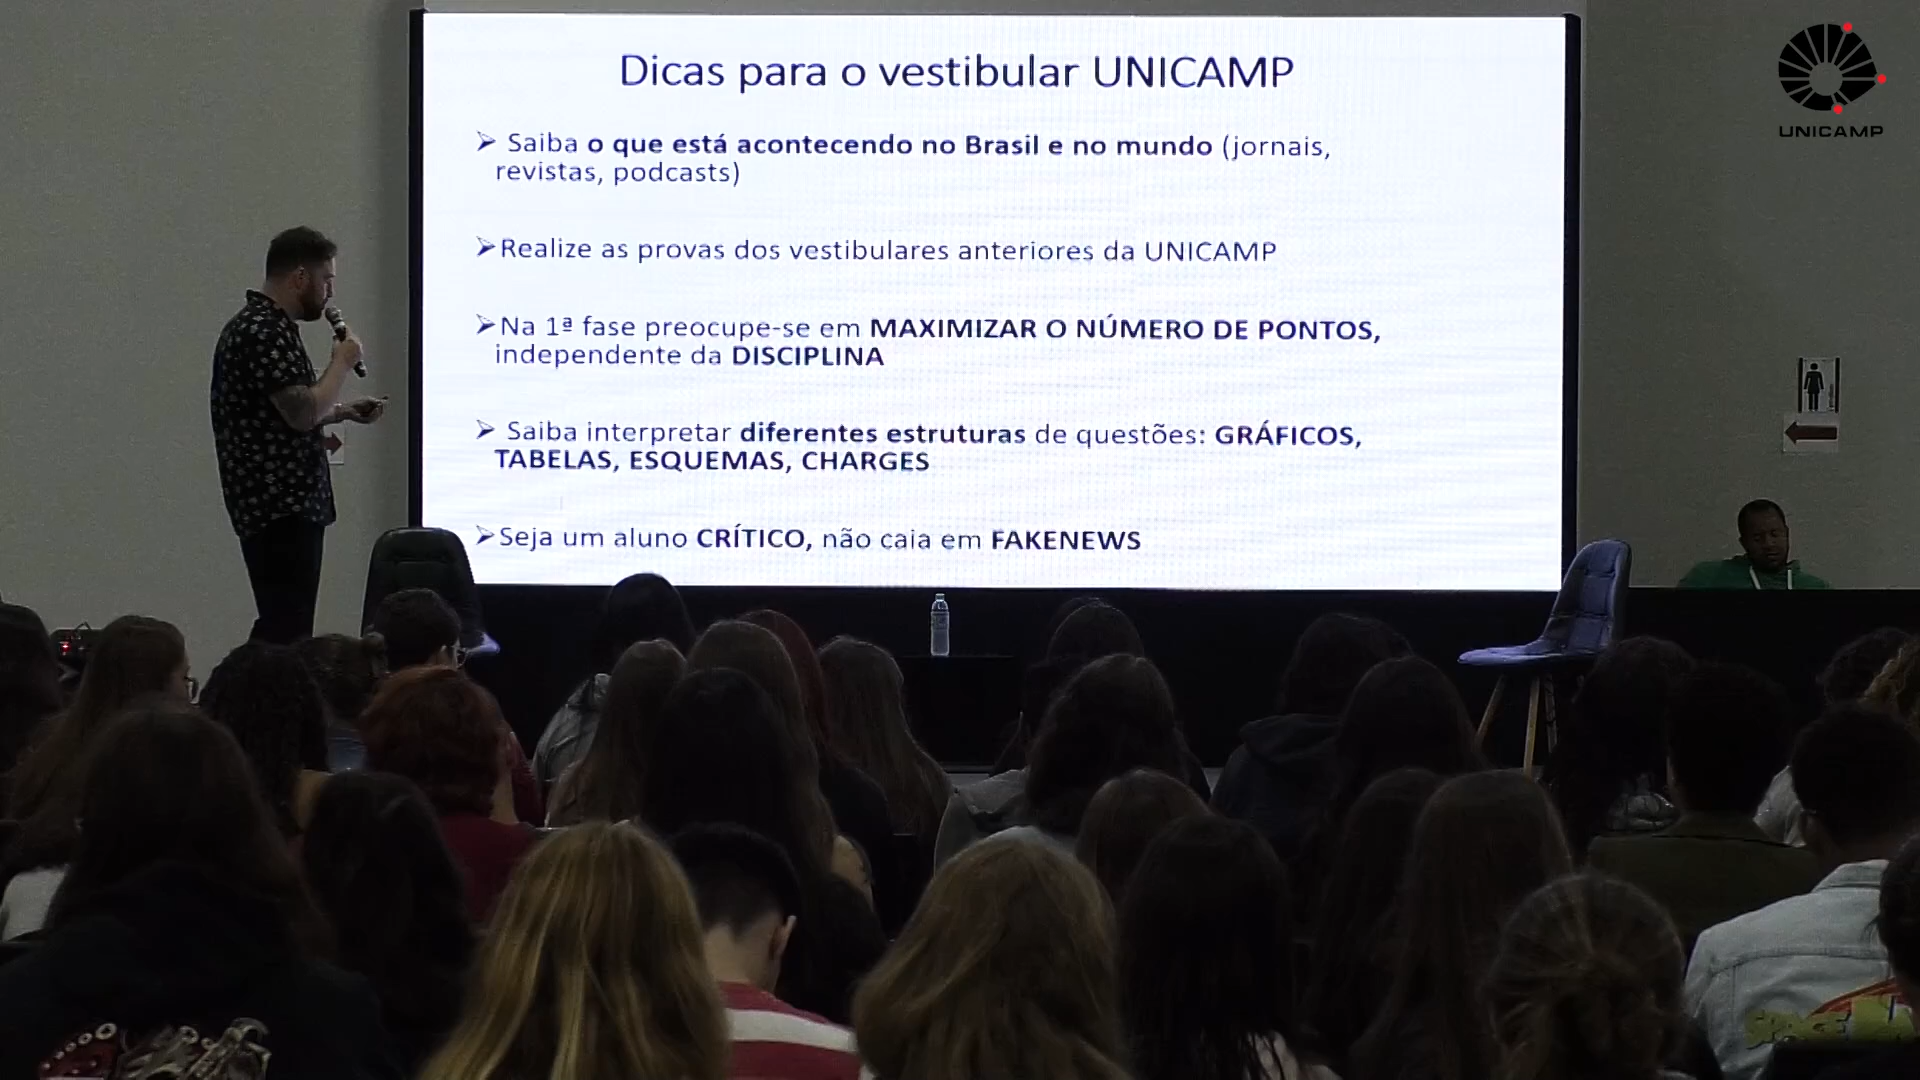 Dicas para o vestibular UNICAMP
➢ Saiba o que está acontecendo no Brasil e no mundo (jornais,
revistas, podcasts)
➢Realize as provas dos vestibulares anteriores da UNICAMP
➢Na 1ª fase preocupe-se em MAXIMIZAR O NÚMERO DE PONTOS,
independente da DISCIPLINA
➢ Saiba interpretar diferentes estruturas de questões: GRÁFICOS,
TABELAS, ESQUEMAS, CHARGES
➢Seja um aluno CRÍTICO, não caia em FAKENEWS
UNICAMP
SPACE